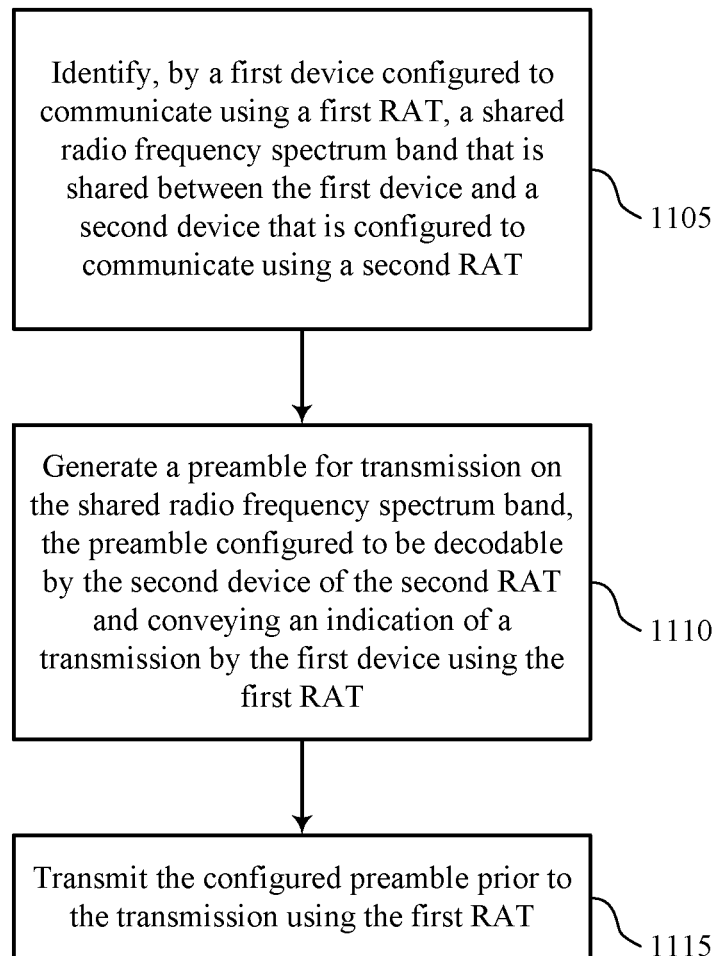 Identify, by a first device configured to
communicate using a first RAT, a shared
radio frequency spectrum band that is
shared between the first device and a
second device that is configured to
communicate using a second RAT
1105
Generate a preamble for transmission on
the shared radio frequency spectrum band,
the preamble configured to be decodable
by the second device of the second RAT
and conveying an indication of a
transmission by the first device using the
first RAT
1110
Transmit the configured preamble prior to
the transmission using the first RAT
1115